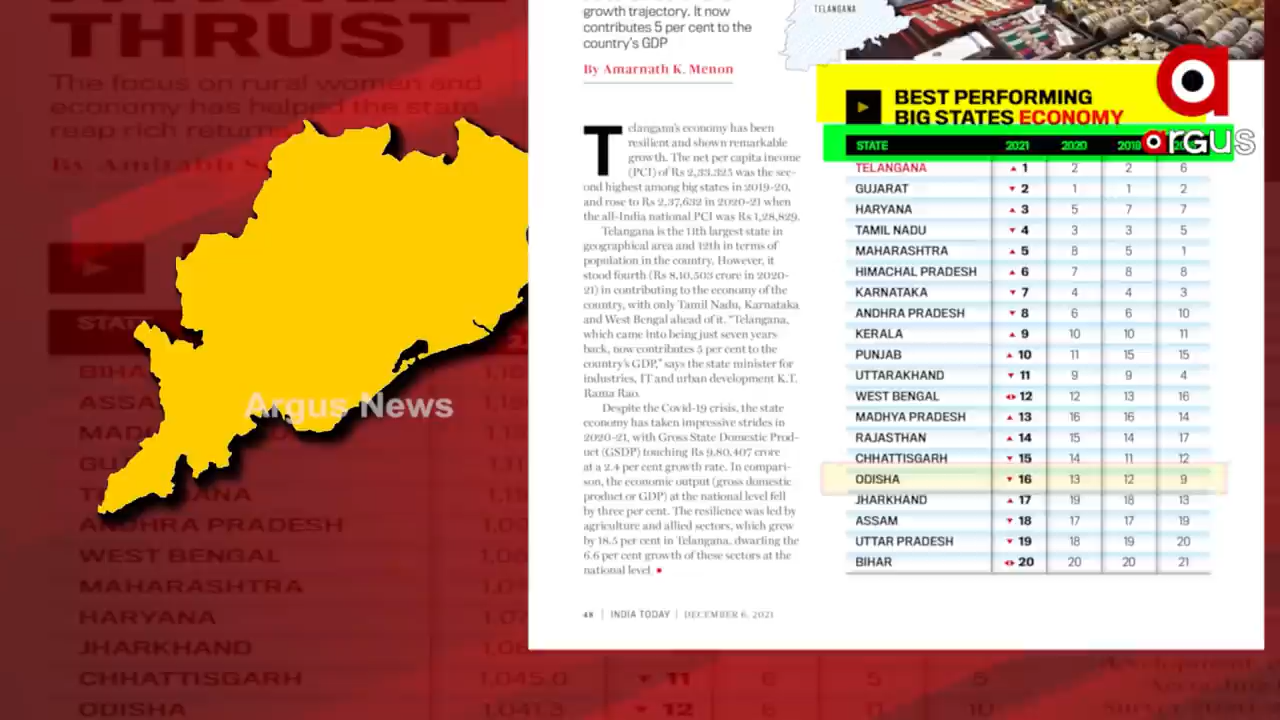 THRUST
The focus on rural women and
economy has helped the state
reap rich returns
By Amitabh
STATE
BIHAR
ASSAM
ANDHRA PRADESH
WEST BENGAL
MAHARASHTRA
HARYANA
JHARKHAND
CHHATTISGARH 1,045.0 11
ODISHA 1,041.3 12
Argus News
growth trajectory. It now
contributes 5 per cent to the
country's GDP
By Amarnath K. Menon
Telangana's economy has been
resilient and shown remarkable
growth. The net per capita income
(PCI) of Rs 2,33,325 was the sec-
ond highest among big states in 2019-20,
and rose to Rs 2,37,632 in 2020-21 when
the all-India national PCI was Rs 1,28,829.
Telangana is the 11th largest state in
geographical area and 12th in terms of
population in the country. However, it
stood fourth (Rs 8,10,503 crore in 2020-
21) in contributing to the economy of the
country, with only Tamil Nadu, Karnataka
and West Bengal ahead of it. "Telangana,
which came into being just seven years
back, now contributes 5 per cent to the
country's GDP," says the state minister for
industries, IT and urban development K.T.
Rama Rao.
Despite the Covid-19 crisis, the state
economy has taken impressive strides in
2020-21, with Gross State Domestic Prod-
uct (GSDP) touching Rs 9,80,407 crore
at a 2.4 per cent growth rate. In compari-
son, the economic output (gross domestic
product or GDP) at the national level fell
by three per cent. The resilience was led by
agriculture and allied sectors, which grew
by 18.5 per cent in Telangana, dwarfing the
6.6 per cent growth of these sectors at the
national level.
48 | INDIA TODAY | DECEMBER 6, 2021
TELANGANA
argus
BEST PERFORMING
BIG STATES ECONOMY
STATE 2021 2020 2019
TELANGANA 1 2 2 6
GUJARAT 2 1 1 2
HARYANA 3 5 7 7
TAMIL NADU 4 3 3 5
MAHARASHTRA 5 8 5 1
HIMACHAL PRADESH 6 7 8 8
KARNATAKA 7 4 4 3
ANDHRA PRADESH 8 6 6 10
KERALA 9 10 10 11
PUNJAB 10 11 15 15
UTTARAKHAND 11 9 9 4
WEST BENGAL 12 12 13 16
MADHYA PRADESH 13 16 16 14
RAJASTHAN 14 15 14 17
CHHATTISGARH 15 14 11 12
ODISHA 16 13 12 9
JHARKHAND 17 19 18 13
ASSAM 18 17 17 19
UTTAR PRADESH 19 18 19 20
BIHAR 20 20 20 21